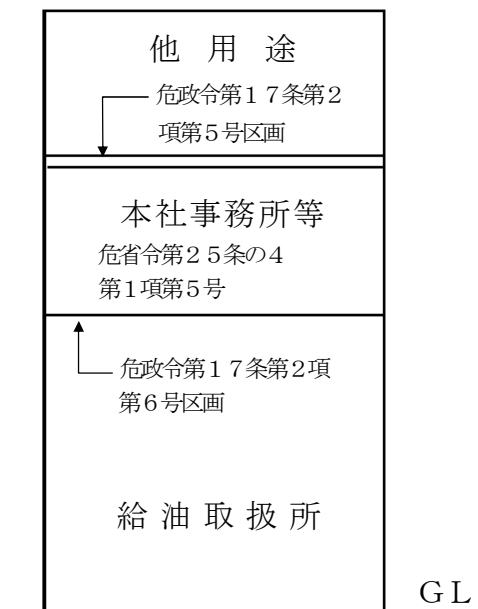 他用途
危政令第１７条第２
項第５号区画
本社事務所等
危省令第２５条の４
第１項第５号
危政令第１７条第２項
第６号区画
給油取扱所
ＧＬ